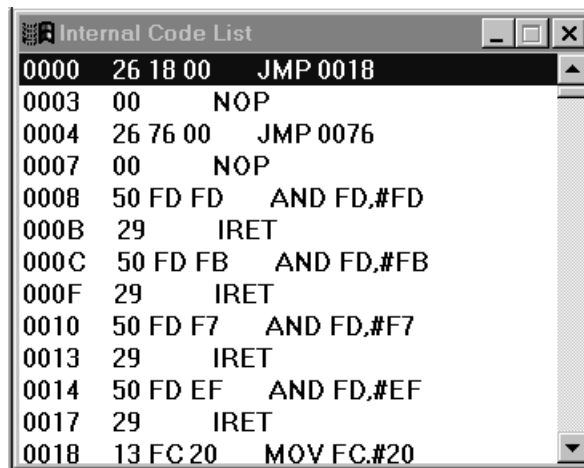 Internal Code List
0000 26 18 00 JMP 0018
0003 00 NOP
0004 26 76 00 JMP 0076
0007 00 NOP
0008 50 FD FD AND FD,#FD
000B 29 IRET
000C 50 FD FB AND FD,#FB
000F 29 IRET
0010 50 FD F7 AND FD,#F7
0013 29 IRET
0014 50 FD EF AND FD,#EF
0017 29 IRET
0018 13 FC 20 MOV FC,#20